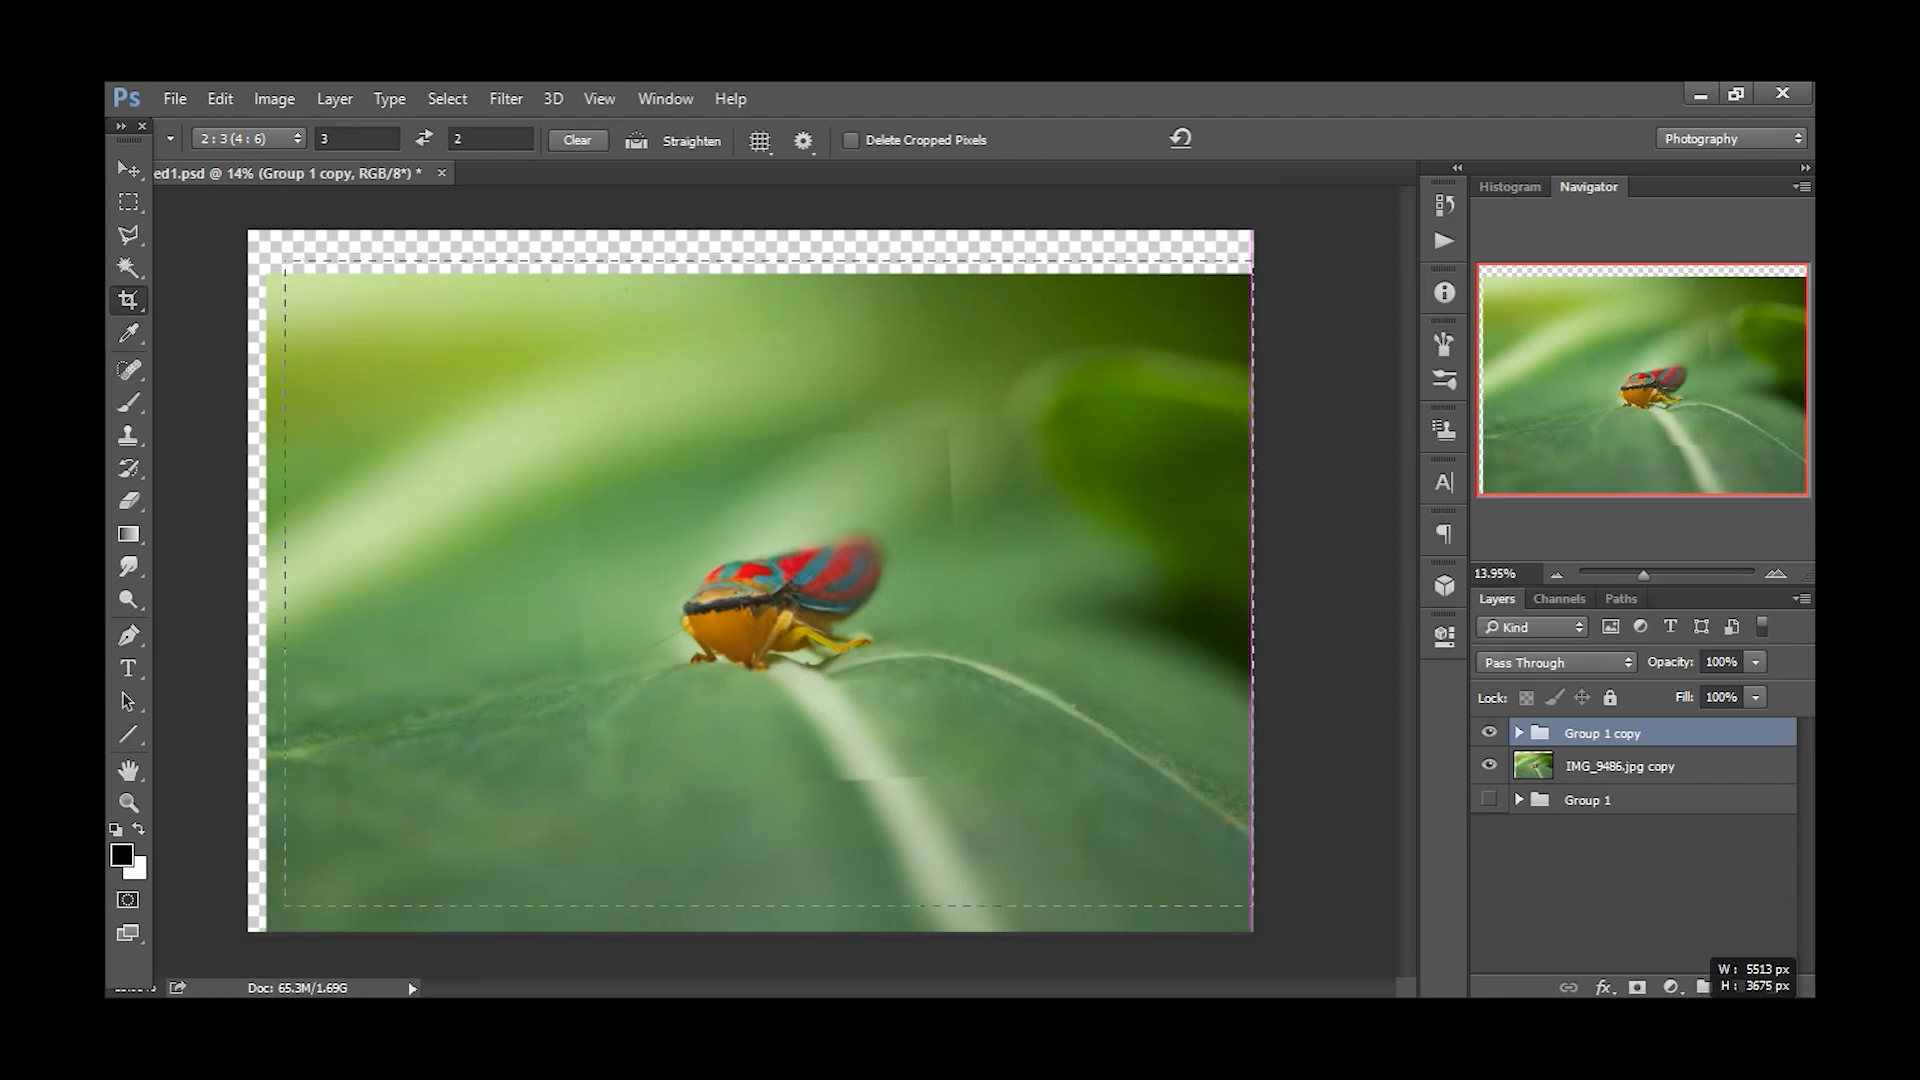 Ps File Edit Image Layer Type Select Filter 3D View Window Help
2 : 3 (4 : 6) 3 2 Clear Straighten Delete Cropped Pixels Photography
ed1.psd @ 14% (Group 1 copy, RGB/8*) * ×
Histogram Navigator
13.95%
Layers Channels Paths
Kind
Pass Through Opacity: 100%
Lock: Fill: 100%
Group 1 copy
IMG_9486.jpg copy
Group 1
W : 5513 px
H : 3675 px
Doc: 65.3M/1.69G